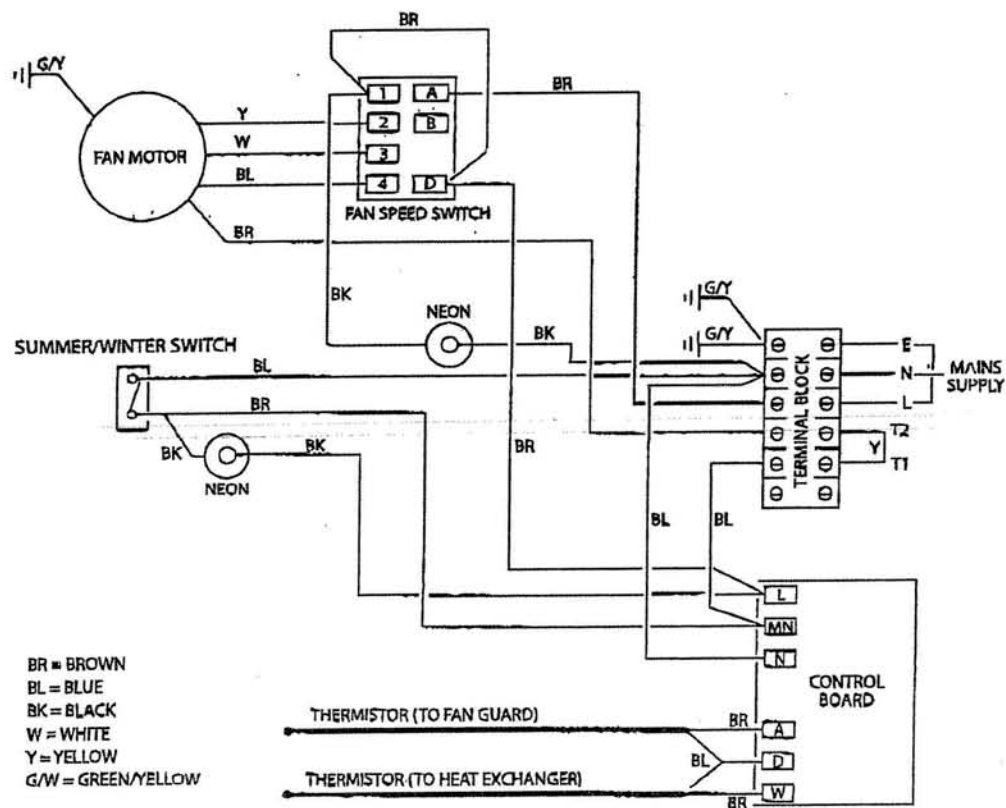 BR
G/Y
1 A
BR
Y
2 B
FAN MOTOR
W
3
BL
4 D
FAN SPEED SWITCH
BR
BK
G/Y
NEON
BK
G/Y
E
SUMMER/WINTER SWITCH
BL
N
MAINS SUPPLY
BR
L
TERMINAL BLOCK
T2
Y
T1
BK
BK
NEON
BR
BL
BL
L
MN
N
CONTROL BOARD
BR = BROWN
BL = BLUE
BK = BLACK
W = WHITE
Y = YELLOW
G/W = GREEN/YELLOW
THERMISTOR (TO FAN GUARD)
BR
A
BL
D
THERMISTOR (TO HEAT EXCHANGER)
BR
W